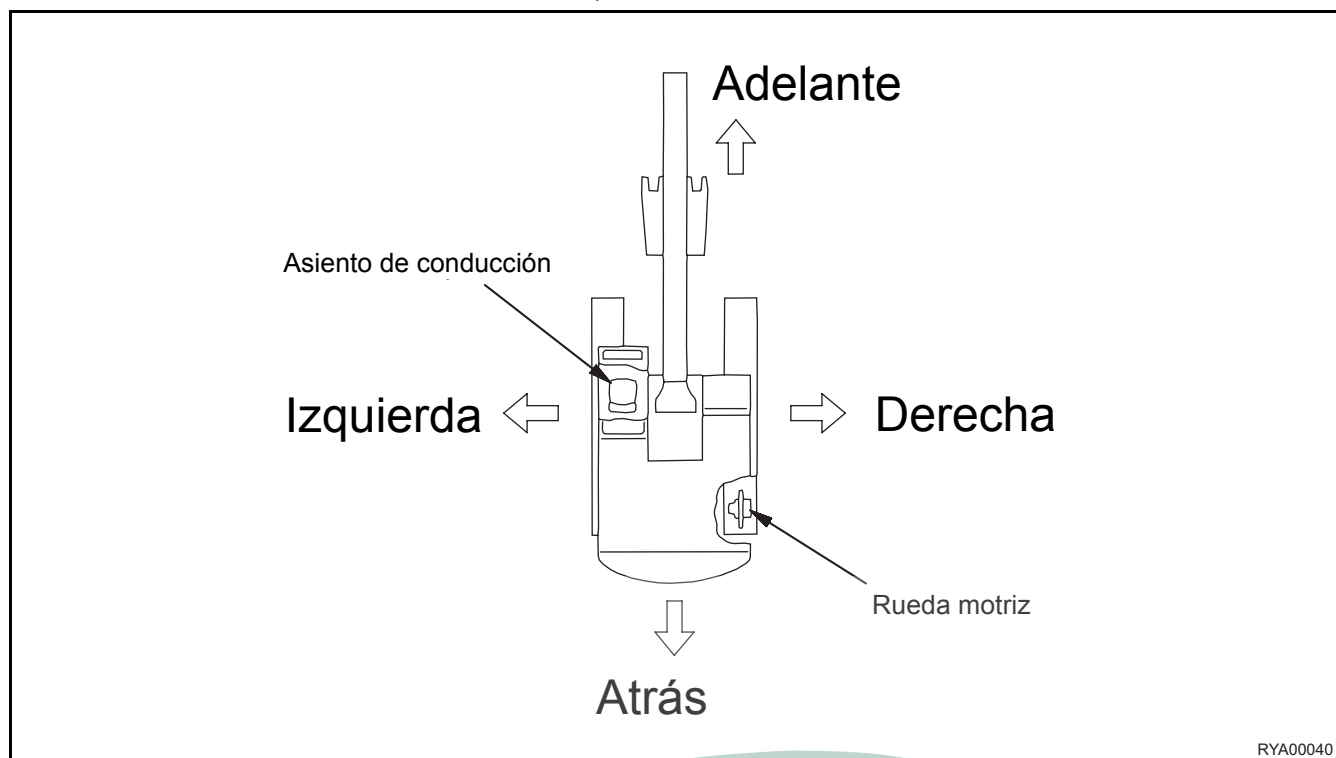 Adelante
Asiento de conducción
Izquierda
Derecha
Rueda motriz
Atrás
RYA00040